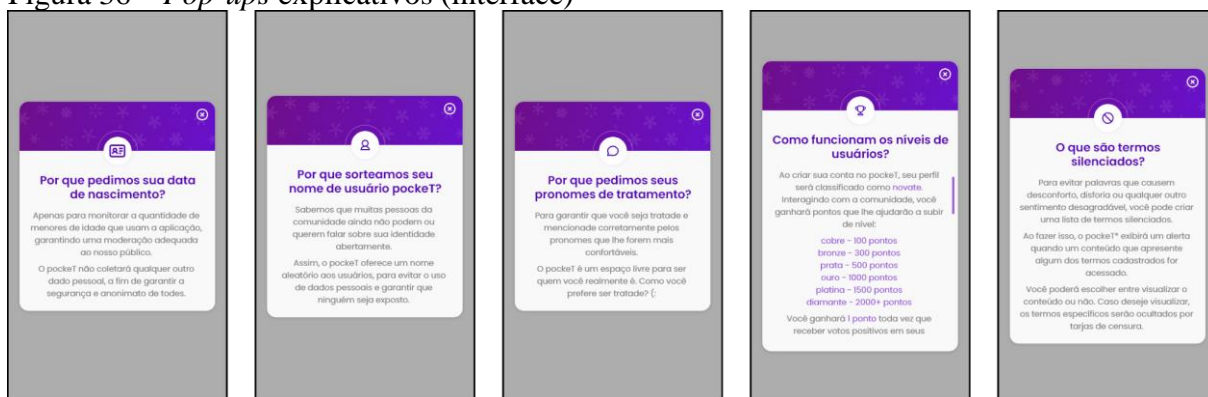 Figura 36 – Pop-ups explicativos (interface)
Por que pedimos sua data
de nascimento?
Apenas para monitorar a quantidade de
menores de idade que usam a aplicação,
garantindo uma moderação adequada
ao nosso público.
O pockeT não coletará qualquer outro
dado pessoal, a fim de garantir a
segurança e anonimato de todes.
Por que sorteamos seu
nome de usuário pockeT?
Sabemos que muitas pessoas da
comunidade ainda não podem ou
querem falar sobre sua identidade
abertamente.
Assim, o pockeT oferece um nome
aleatório aos usuários, para evitar o uso
de dados pessoais e garantir que
ninguém seja exposto.
Por que pedimos seus
pronomes de tratamento?
Para garantir que você seja tratade e
mencionade corretamente pelos
pronomes que lhe forem mais
confortáveis.
O pockeT é um espaço livre para ser
quem você realmente é. Como você
prefere ser tratade? (;
Como funcionam os níveis de
usuários?
Ao criar sua conta no pockeT, seu perfil
será classificado como novate.
Interagindo com a comunidade, você
ganhará pontos que lhe ajudarão a subir
de nível:
cobre - 100 pontos
bronze - 300 pontos
prata - 500 pontos
ouro - 1000 pontos
platina - 1500 pontos
diamante - 2000+ pontos
Você ganhará 1 ponto toda vez que
receber votos positivos em seus
O que são termos
silenciados?
Para evitar palavras que causem
desconforto, disforia ou qualquer outro
sentimento desagradável, você pode criar
uma lista de termos silenciados.
Ao fazer isso, o pockeT* exibirá um alerta
quando um conteúdo que apresente
algum dos termos cadastrados for
acessado.
Você poderá escolher entre visualizar o
conteúdo ou não. Caso deseje visualizar,
os termos específicos serão ocultados por
tarjas de censura.